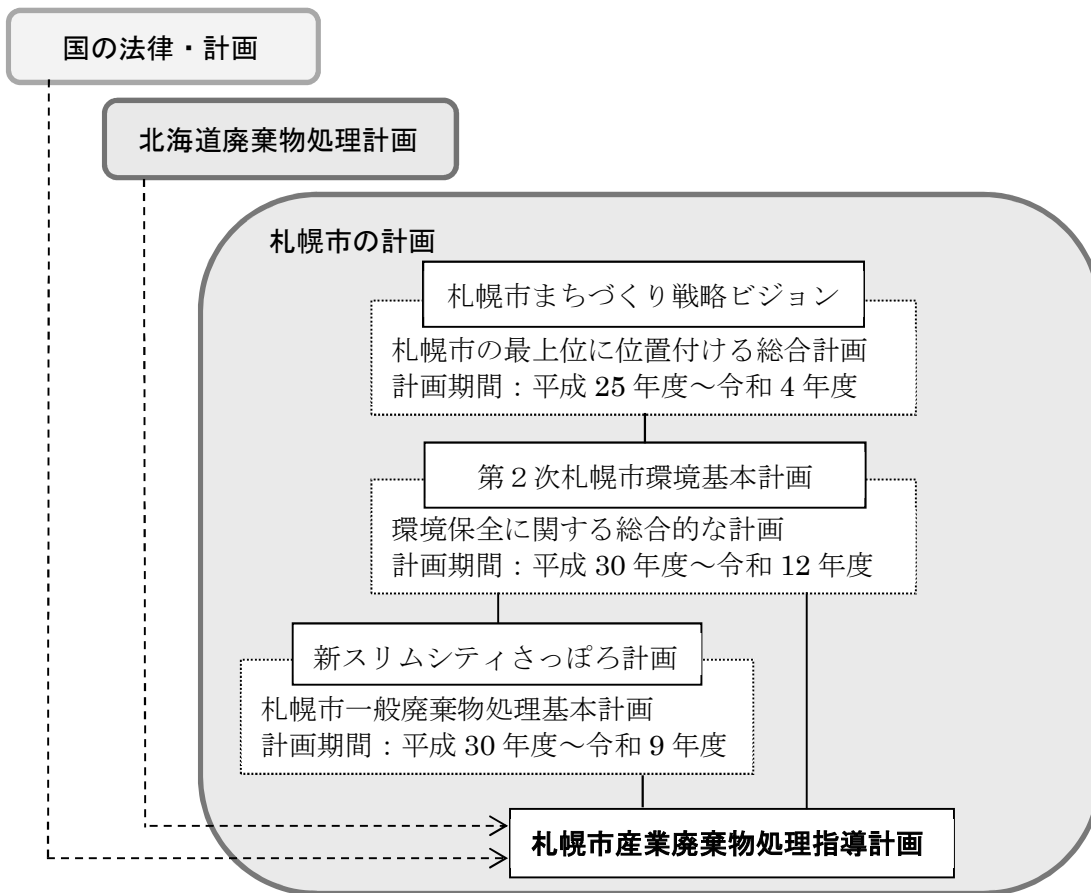 国の法律・計画
北海道廃棄物処理計画
札幌市の計画
札幌市まちづくり戦略ビジョン
札幌市の最上位に位置付ける総合計画
計画期間：平成 25 年度～令和 4 年度
第２次札幌市環境基本計画
環境保全に関する総合的な計画
計画期間：平成 30 年度～令和 12 年度
新スリムシティさっぽろ計画
札幌市一般廃棄物処理基本計画
計画期間：平成 30 年度～令和 9 年度
札幌市産業廃棄物処理指導計画